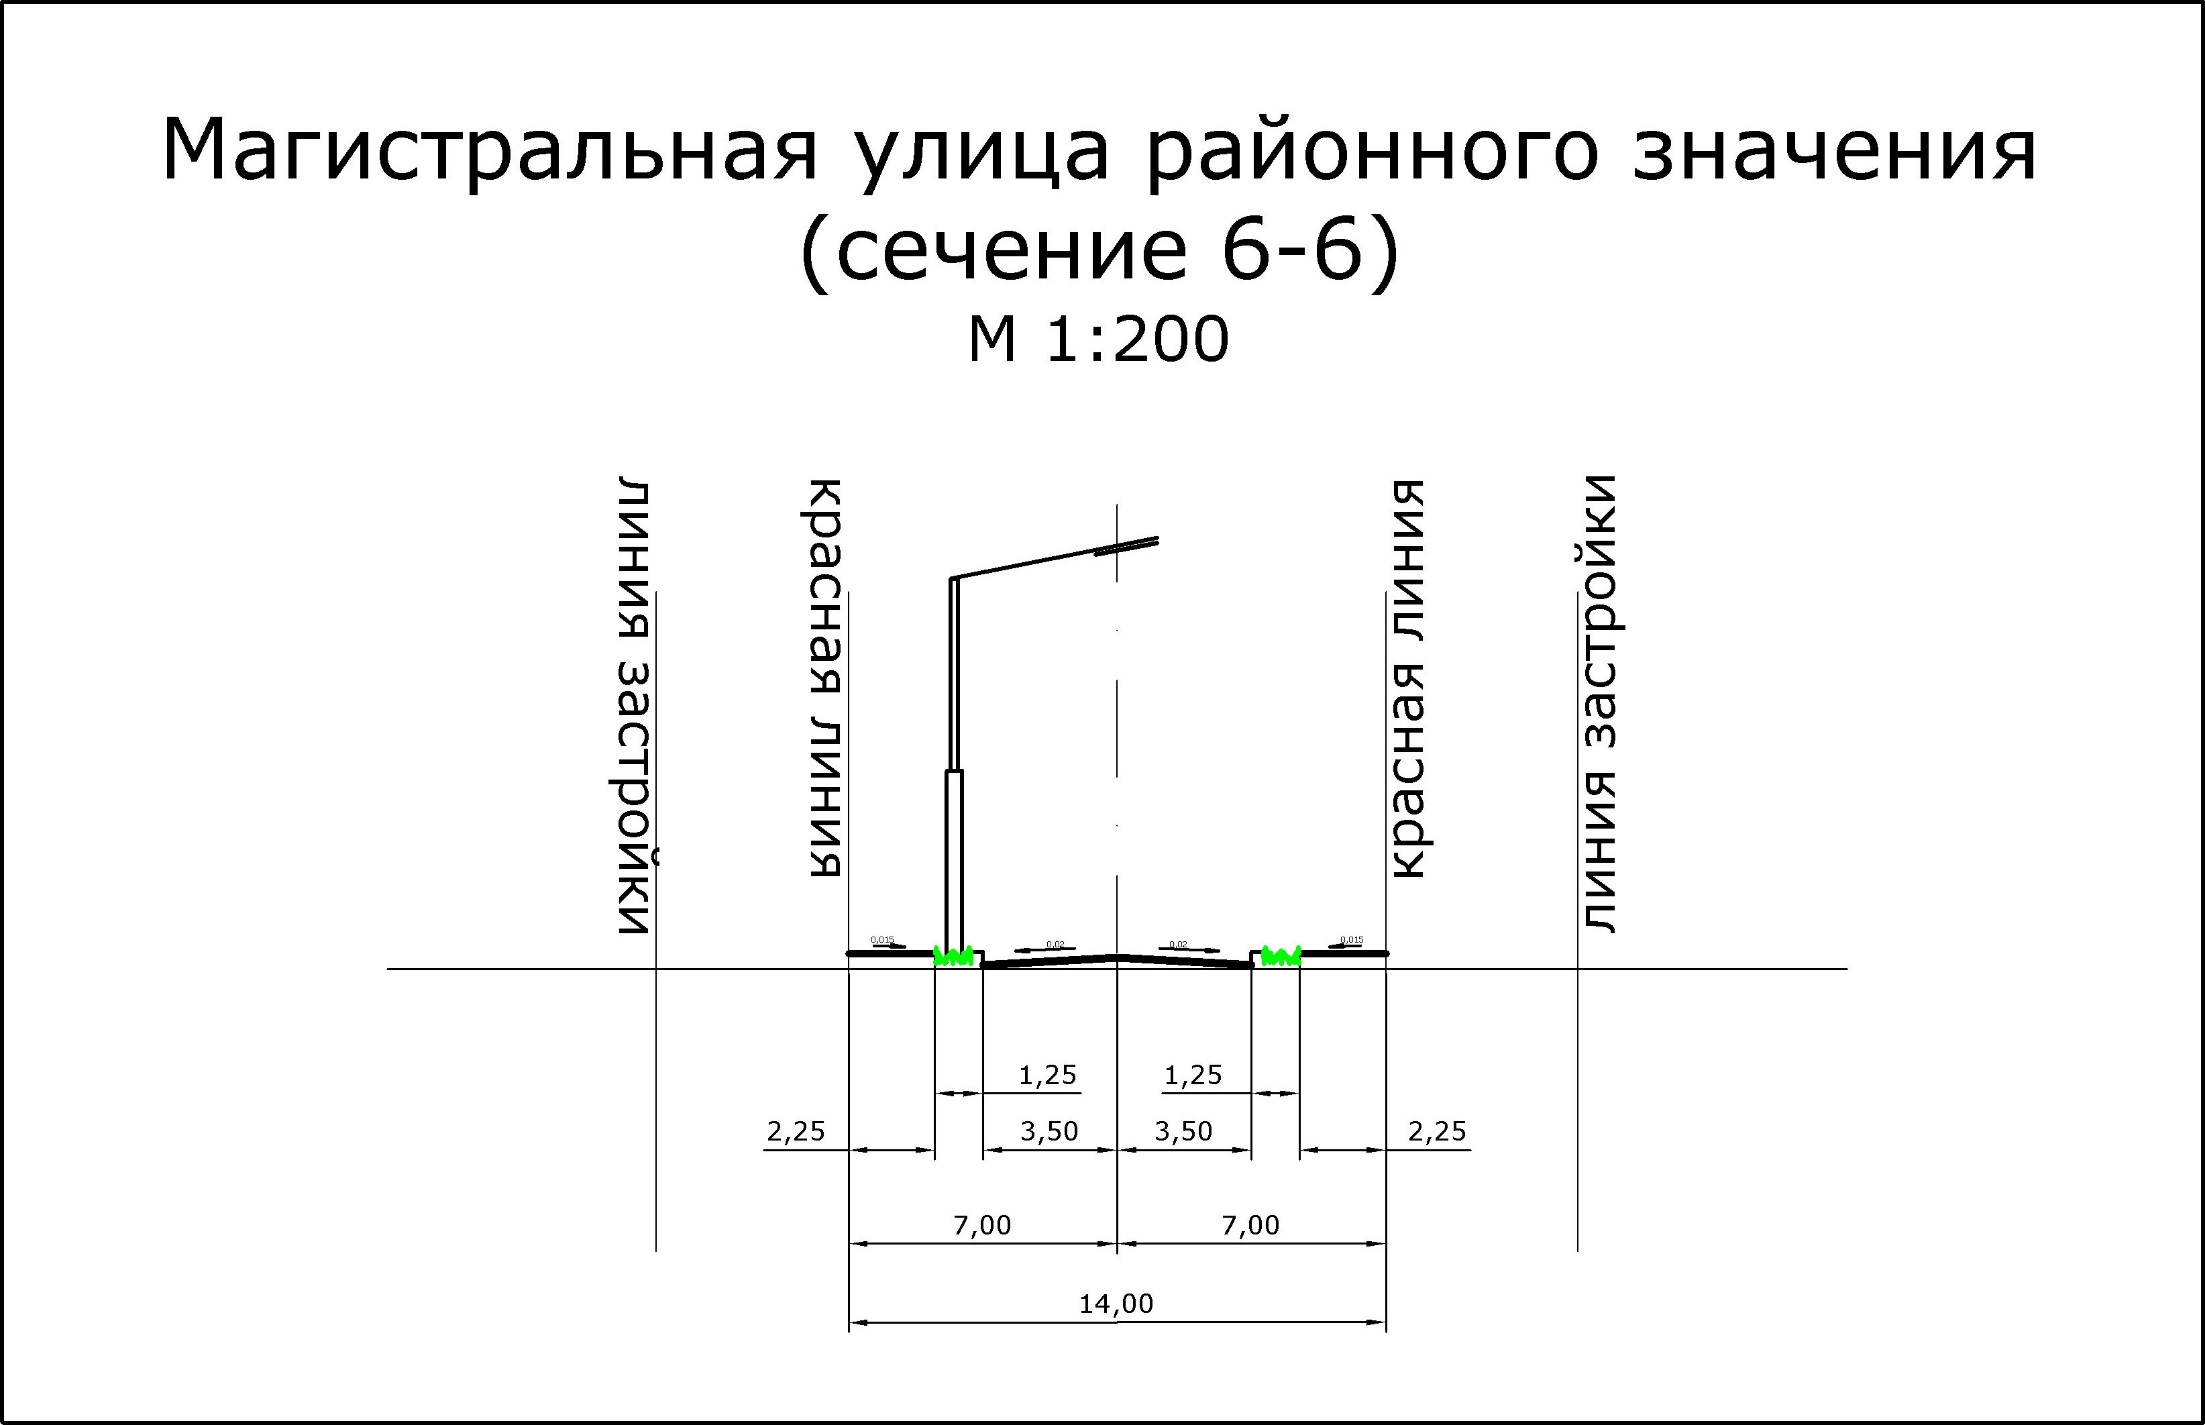 Магистральная улица районного значения
(сечение 6-6)
М 1:200
линия застройки
красная линия
красная линия
линия застройки
0,015
0,02
0,02
0,015
1,25
1,25
2,25
3,50
3,50
2,25
7,00
7,00
14,00